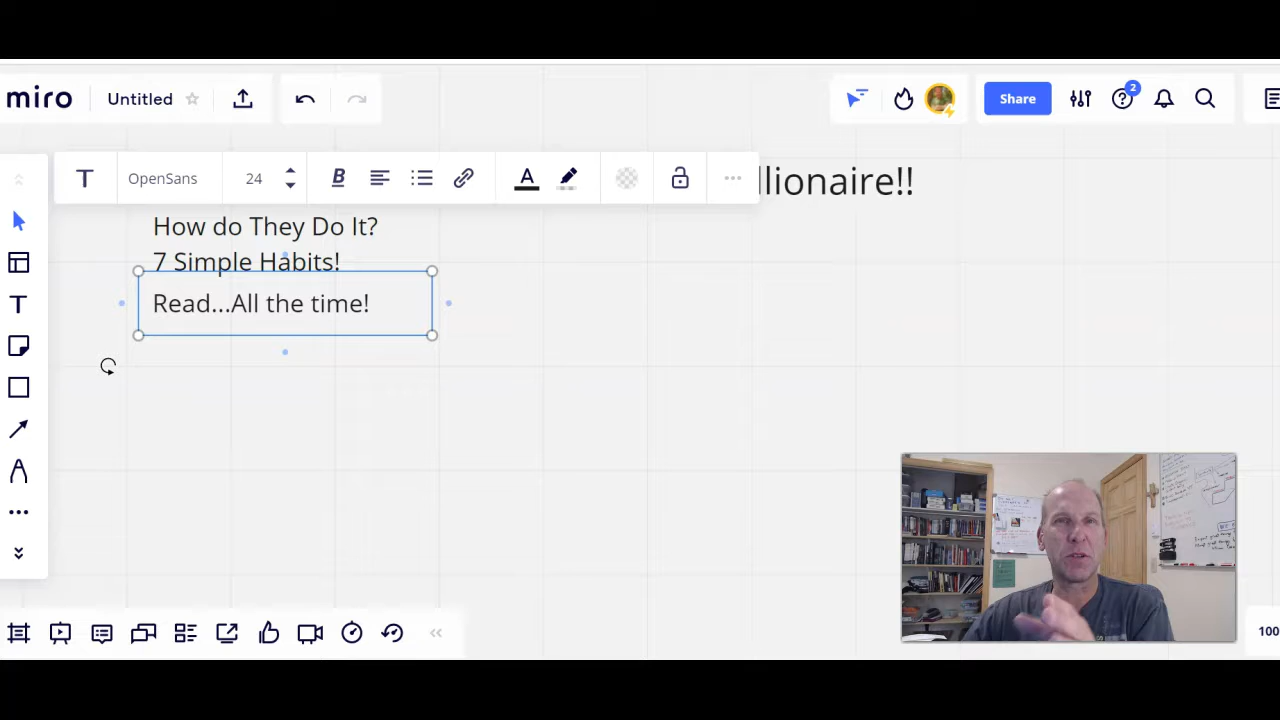 miro
Untitled
Share
2
OpenSans
24
B
A
T
T
llionaire!!
How do They Do It?
7 Simple Habits!
Read...All the time!
100